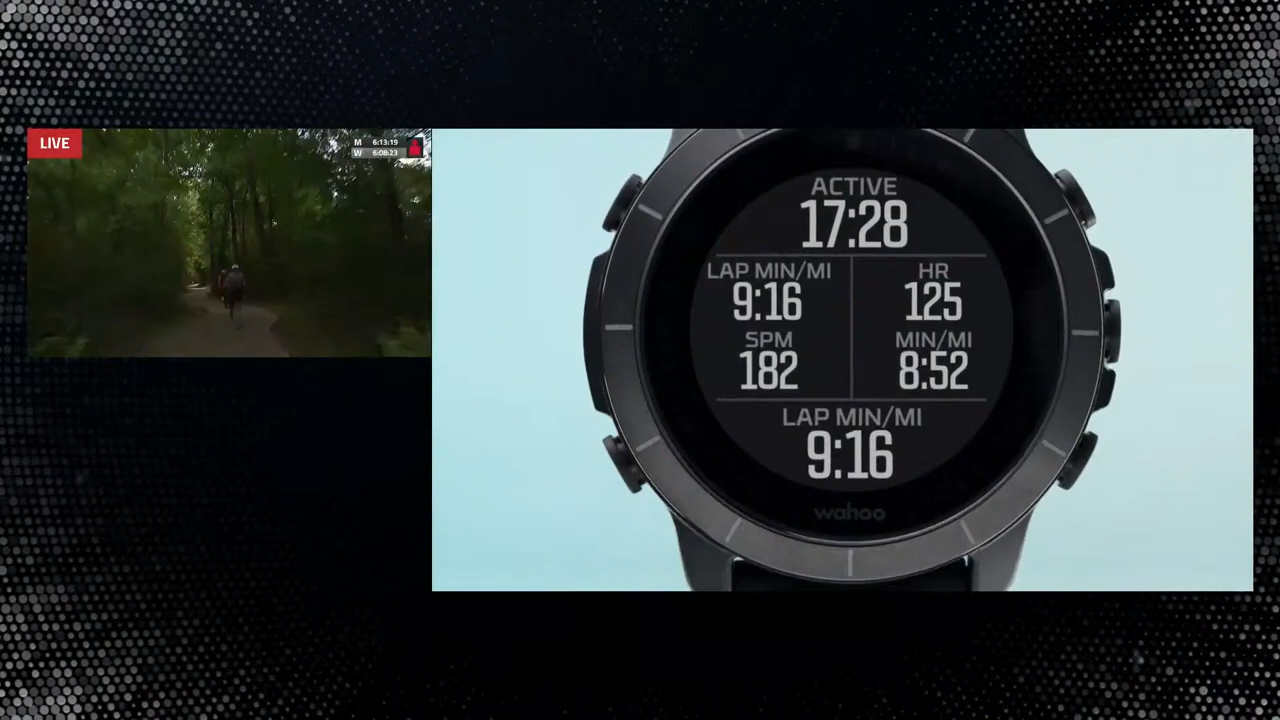 LIVE
M 6:13:19
W 6:08:23
ACTIVE
17:28
LAP MIN/MI
9:16
HR
125
SPM
182
MIN/MI
8:52
LAP MIN/MI
9:16
wahoo